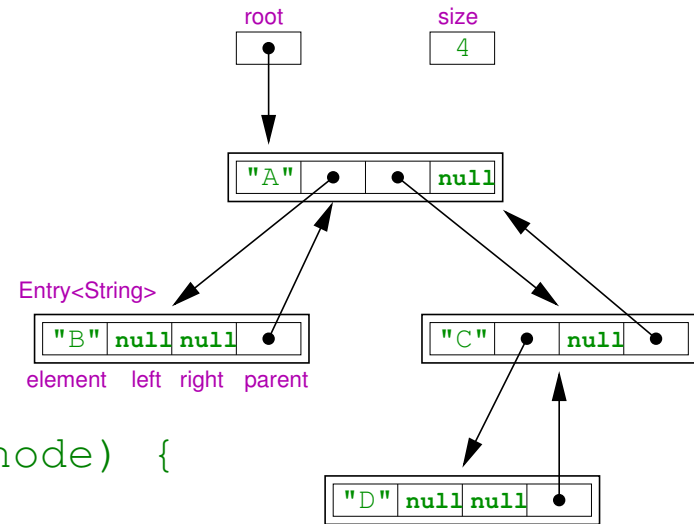 root size
4
"A" null
Entry<String>
"B" null null
"C" null
element left right parent
node) {
"D" null null